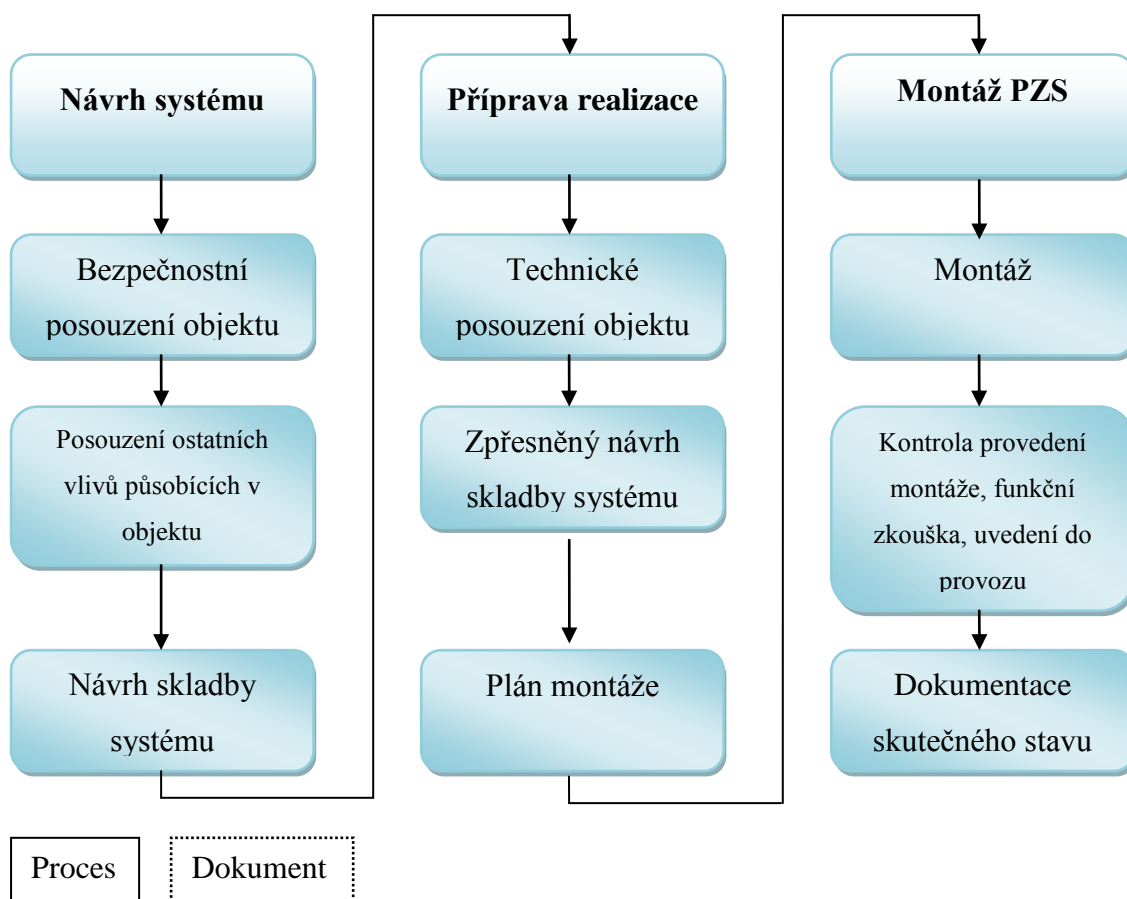 Návrh systému
Bezpečnostní
posouzení objektu
Posouzení ostatních
vlivů působících v
objektu
Návrh skladby
systému
Příprava realizace
Technické
posouzení objektu
Zpřesněný návrh
skladby systému
Plán montáže
Montáž PZS
Montáž
Kontrola provedení
montáže, funkční
zkouška, uvedení do
provozu
Dokumentace
skutečného stavu
Proces
Dokument